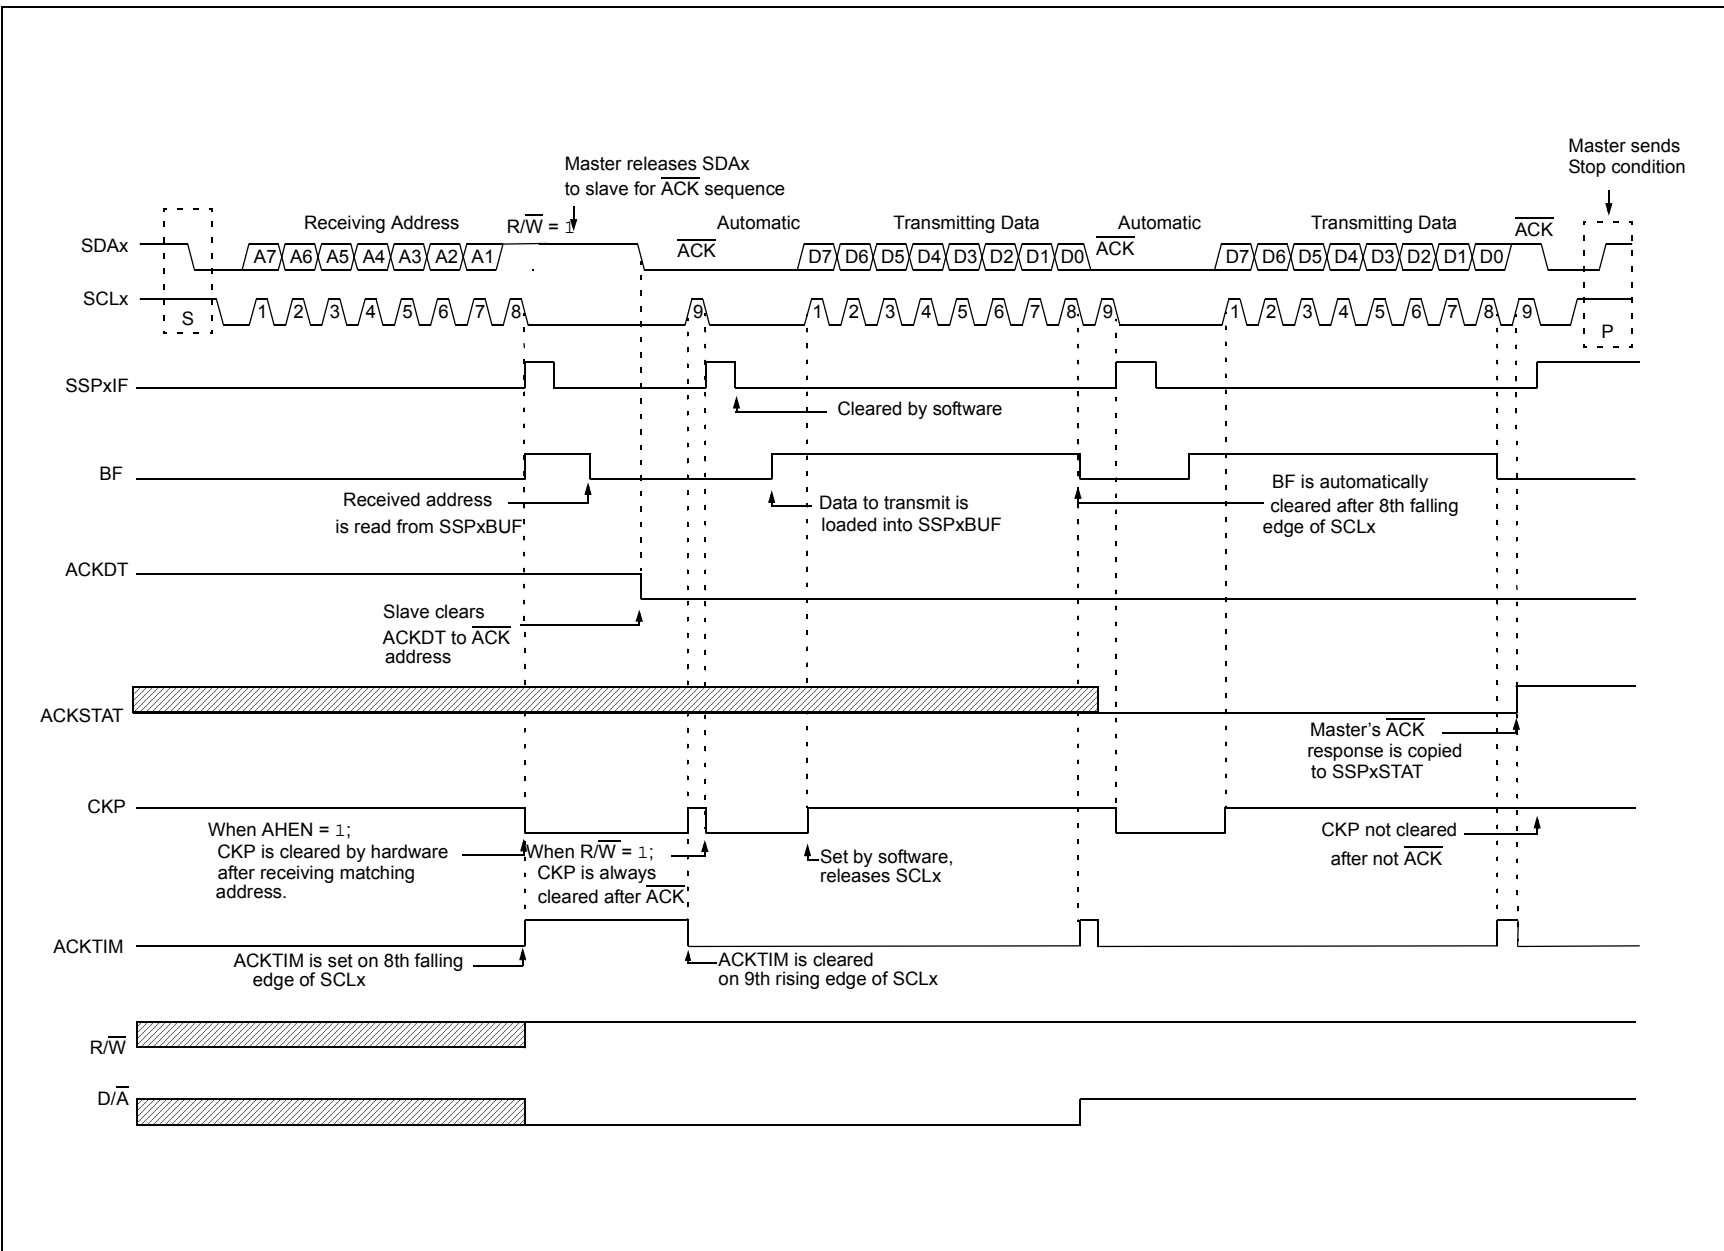 Master releases SDAx
to slave for ACK sequence
Master sends
Stop condition
Receiving Address
R/W = 1
Automatic
Transmitting Data
Automatic
Transmitting Data
ACK
SDAx
A7 A6 A5 A4 A3 A2 A1
ACK
D7 D6 D5 D4 D3 D2 D1 D0
ACK
D7 D6 D5 D4 D3 D2 D1 D0
SCLx
S
1 2 3 4 5 6 7 8 9 1 2 3 4 5 6 7 8 9 1 2 3 4 5 6 7 8 9
P
SSPxIF
Cleared by software
BF
Received address
is read from SSPxBUF
Data to transmit is
loaded into SSPxBUF
BF is automatically
cleared after 8th falling
edge of SCLx
ACKDT
Slave clears
ACKDT to ACK
address
ACKSTAT
Master's ACK
response is copied
to SSPxSTAT
CKP
When AHEN = 1;
CKP is cleared by hardware
after receiving matching
address.
When R/W = 1;
CKP is always
cleared after ACK
Set by software,
releases SCLx
CKP not cleared
after not ACK
ACKTIM
ACKTIM is set on 8th falling
edge of SCLx
ACKTIM is cleared
on 9th rising edge of SCLx
R/W
D/A